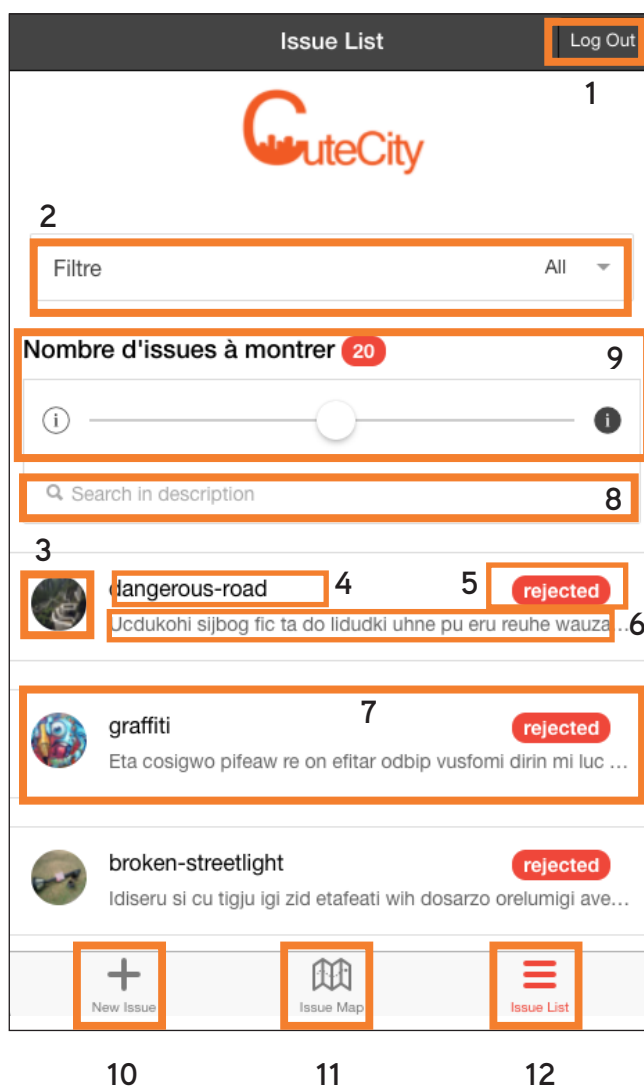 Issue List Log Out
1
CuteCity
2
Filtre All
Nombre d'issues à montrer 20 9
Search in description 8
3 dangerous-road 4 5 rejected
Ucdukohi sijbog fic ta do lidudki uhne pu eru reuhe wauza... 6
7
graffiti rejected
Eta cosigwo pifeaw re on efitar odbip vusfomi dirin mi luc ...
broken-streetlight rejected
Idiseru si cu tigju igi zid etafeati wih dosarzo orelumigi ave...
New Issue Issue Map Issue List
10 11 12